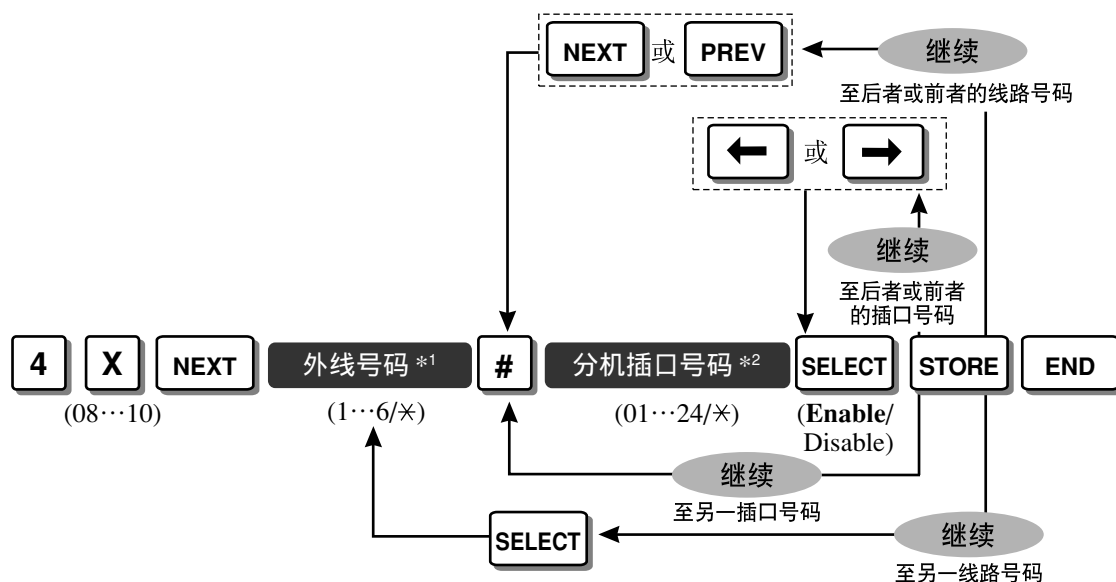 NEXT 或 PREV 继续
至后者或前者的线路号码
← 或 →
继续
至后者或前者
的插口号码
4 X NEXT 外线号码 *1 # 分机插口号码 *2 SELECT STORE END
(08…10) (1…6/✳) (01…24/✳) (Enable/
Disable)
继续
至另一插口号码
SELECT 继续
至另一线路号码